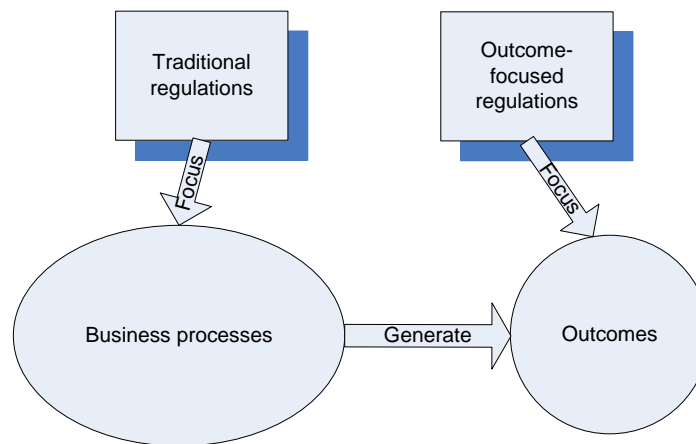 Traditional
regulations
Outcome-
focused
regulations
Focus
Focus
Business processes
Generate
Outcomes